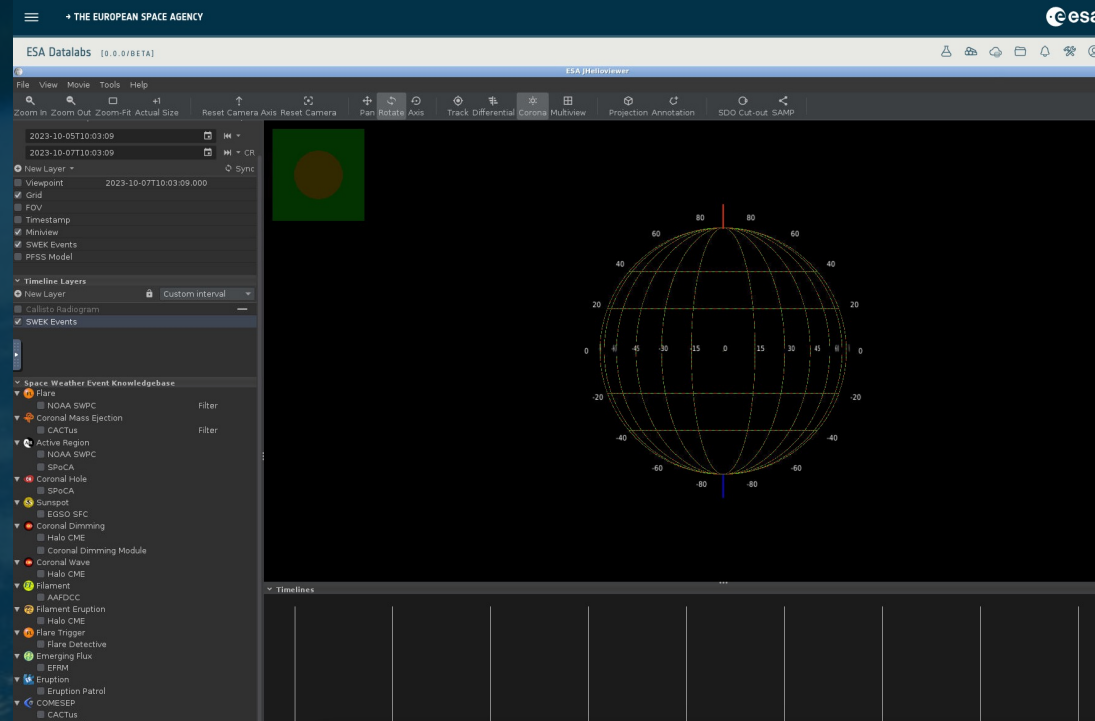 → THE EUROPEAN SPACE AGENCY
esa
ESA Datalabs [0.0.0/BETA]
ESA JHelioviewer
File View Movie Tools Help
+1
Zoom In Zoom Out Zoom-Fit Actual Size Reset Camera Axis Reset Camera Pan Rotate Axis Track Differential Corona Multiview Projection Annotation SDO Cut-out SAMP
2023-10-05T10:03:09
2023-10-07T10:03:09 CR
New Layer Sync
Viewpoint 2023-10-07T10:03:09.000
Grid
FOV
Timestamp
Miniview
SWEK Events
PFSS Model
Timeline Layers
New Layer Custom interval
Callisto Radiogram
SWEK Events
Space Weather Event Knowledgebase
Flare
NOAA SWPC Filter
Coronal Mass Ejection
CACTus Filter
Active Region
NOAA SWPC
SPoCA
Coronal Hole
SPoCA
Sunspot
EGSO SFC
Coronal Dimming
Halo CME
Coronal Dimming Module
Coronal Wave
Halo CME
Filament
AAFDCC
Filament Eruption
Halo CME
Flare Trigger
Flare Detective
Emerging Flux
EFRM
Eruption
Eruption Patrol
COMESEP
CACTus
80 80
60 60
40 40
20 20
0 -45 -30 -15 0 15 30 45 0
-20 -20
-40 -40
-60 -60
-80 -80
Timelines